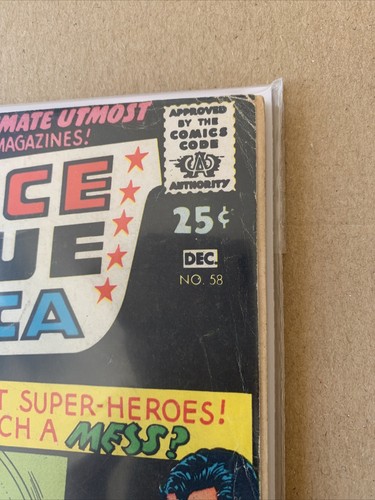 MATE UTMOST
MAGAZINES!
APPROVED
BY THE
COMICS
CODE
CA
AUTHORITY
CE
UE
CA
25¢
DEC.
NO. 58
T SUPER-HEROES!
CH A MESS?